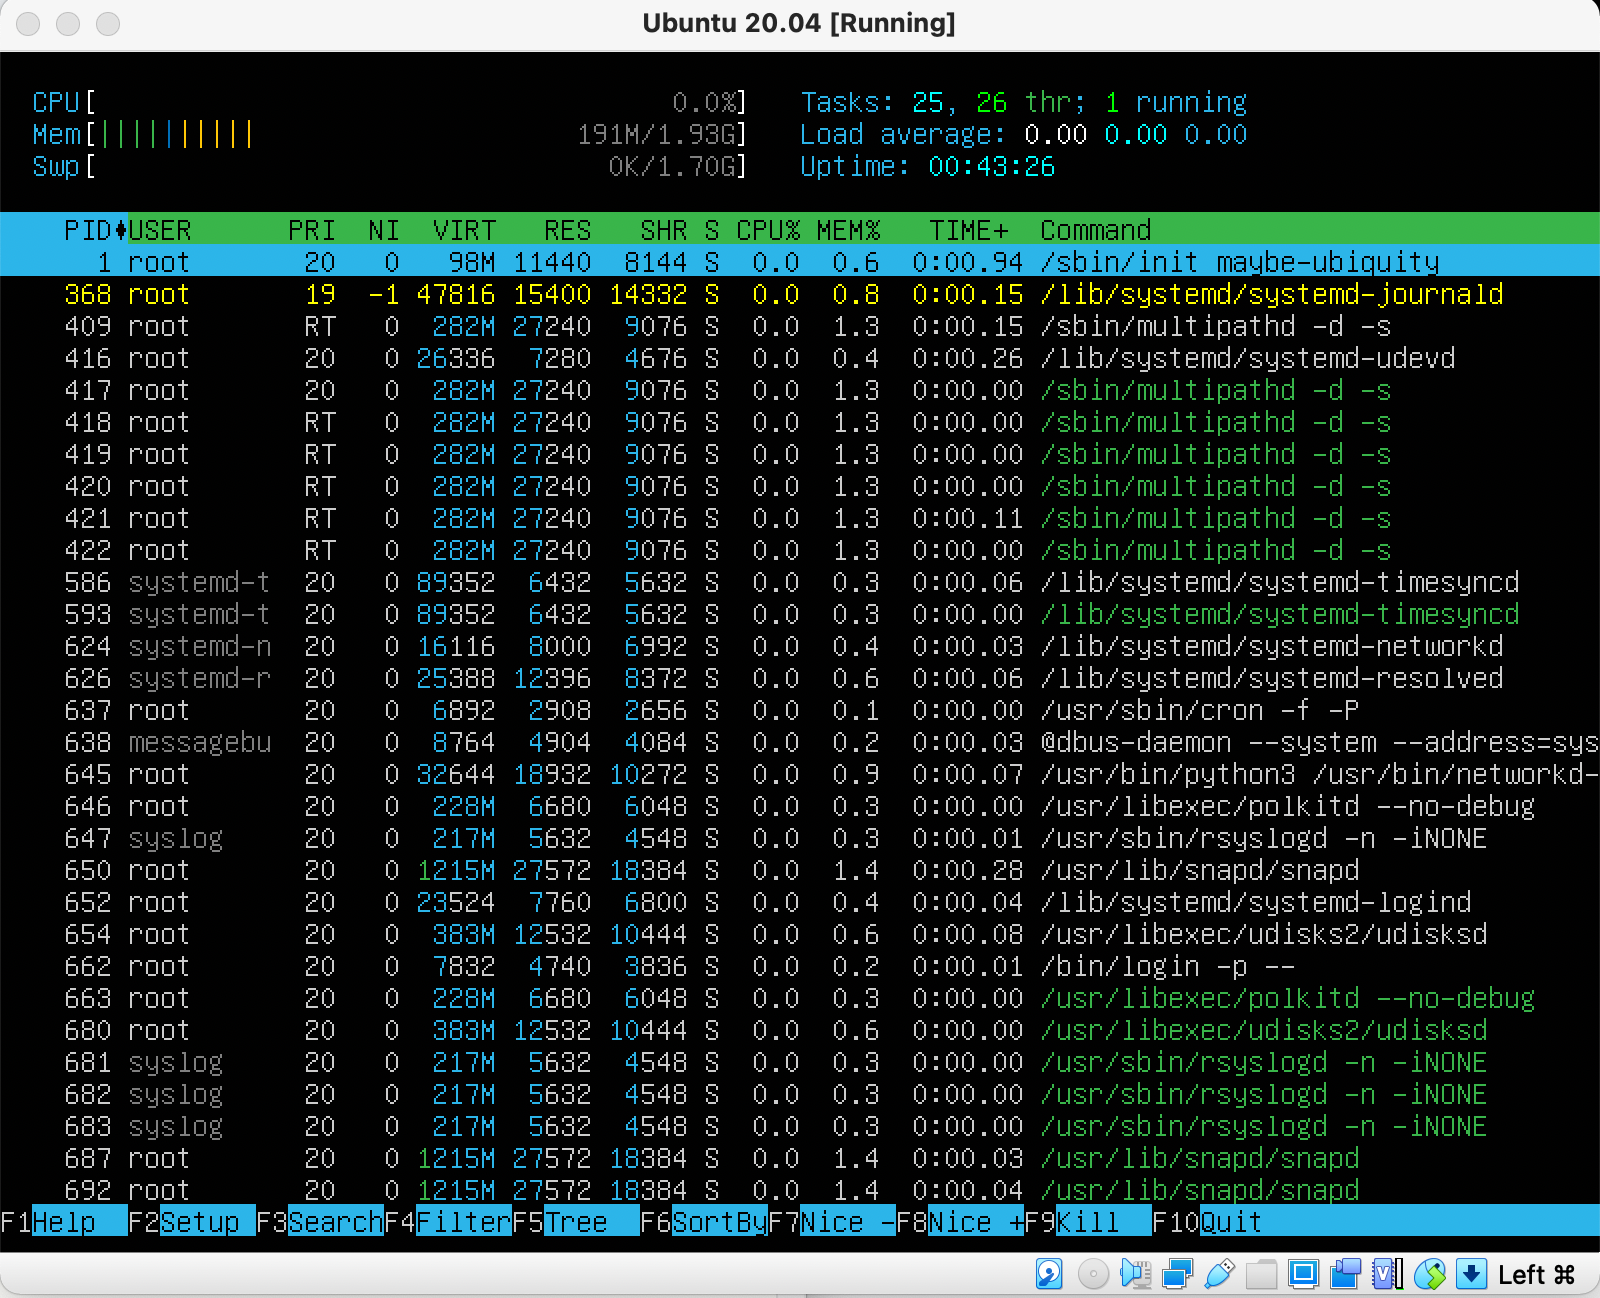 Ubuntu 20.04 [Running]
CPU[ 0.0%] Tasks: 25, 26 thr; 1 running
Mem[||||||||||| 191M/1.93G] Load average: 0.00 0.00 0.00
Swp[ 0K/1.70G] Uptime: 00:43:26
PID♦USER PRI NI VIRT RES SHR S CPU% MEM% TIME+ Command
1 root 20 0 98M 11440 8144 S 0.0 0.6 0:00.94 /sbin/init maybe-ubiquity
368 root 19 -1 47816 15400 14332 S 0.0 0.8 0:00.15 /lib/systemd/systemd-journald
409 root RT 0 282M 27240 9076 S 0.0 1.3 0:00.15 /sbin/multipathd -d -s
416 root 20 0 26336 7280 4676 S 0.0 0.4 0:00.26 /lib/systemd/systemd-udevd
417 root 20 0 282M 27240 9076 S 0.0 1.3 0:00.00 /sbin/multipathd -d -s
418 root RT 0 282M 27240 9076 S 0.0 1.3 0:00.00 /sbin/multipathd -d -s
419 root RT 0 282M 27240 9076 S 0.0 1.3 0:00.00 /sbin/multipathd -d -s
420 root RT 0 282M 27240 9076 S 0.0 1.3 0:00.00 /sbin/multipathd -d -s
421 root RT 0 282M 27240 9076 S 0.0 1.3 0:00.11 /sbin/multipathd -d -s
422 root RT 0 282M 27240 9076 S 0.0 1.3 0:00.00 /sbin/multipathd -d -s
586 systemd-t 20 0 89352 6432 5632 S 0.0 0.3 0:00.06 /lib/systemd/systemd-timesyncd
593 systemd-t 20 0 89352 6432 5632 S 0.0 0.3 0:00.00 /lib/systemd/systemd-timesyncd
624 systemd-n 20 0 16116 8000 6992 S 0.0 0.4 0:00.03 /lib/systemd/systemd-networkd
626 systemd-r 20 0 25388 12396 8372 S 0.0 0.6 0:00.06 /lib/systemd/systemd-resolved
637 root 20 0 6892 2908 2656 S 0.0 0.1 0:00.00 /usr/sbin/cron -f -P
638 messagebu 20 0 8764 4904 4084 S 0.0 0.2 0:00.03 @dbus-daemon --system --address=sys
645 root 20 0 32644 18932 10272 S 0.0 0.9 0:00.07 /usr/bin/python3 /usr/bin/networkd-
646 root 20 0 228M 6680 6048 S 0.0 0.3 0:00.00 /usr/libexec/polkitd --no-debug
647 syslog 20 0 217M 5632 4548 S 0.0 0.3 0:00.01 /usr/sbin/rsyslogd -n -iNONE
650 root 20 0 1215M 27572 18384 S 0.0 1.4 0:00.28 /usr/lib/snapd/snapd
652 root 20 0 23524 7760 6800 S 0.0 0.4 0:00.04 /lib/systemd/systemd-logind
654 root 20 0 383M 12532 10444 S 0.0 0.6 0:00.08 /usr/libexec/udisks2/udisksd
662 root 20 0 7832 4740 3836 S 0.0 0.2 0:00.01 /bin/login -p --
663 root 20 0 228M 6680 6048 S 0.0 0.3 0:00.00 /usr/libexec/polkitd --no-debug
680 root 20 0 383M 12532 10444 S 0.0 0.6 0:00.00 /usr/libexec/udisks2/udisksd
681 syslog 20 0 217M 5632 4548 S 0.0 0.3 0:00.00 /usr/sbin/rsyslogd -n -iNONE
682 syslog 20 0 217M 5632 4548 S 0.0 0.3 0:00.00 /usr/sbin/rsyslogd -n -iNONE
683 syslog 20 0 217M 5632 4548 S 0.0 0.3 0:00.00 /usr/sbin/rsyslogd -n -iNONE
687 root 20 0 1215M 27572 18384 S 0.0 1.4 0:00.03 /usr/lib/snapd/snapd
692 root 20 0 1215M 27572 18384 S 0.0 1.4 0:00.04 /usr/lib/snapd/snapd
F1Help F2Setup F3SearchF4FilterF5Tree F6SortByF7Nice -F8Nice +F9Kill F10Quit
Left ⌘